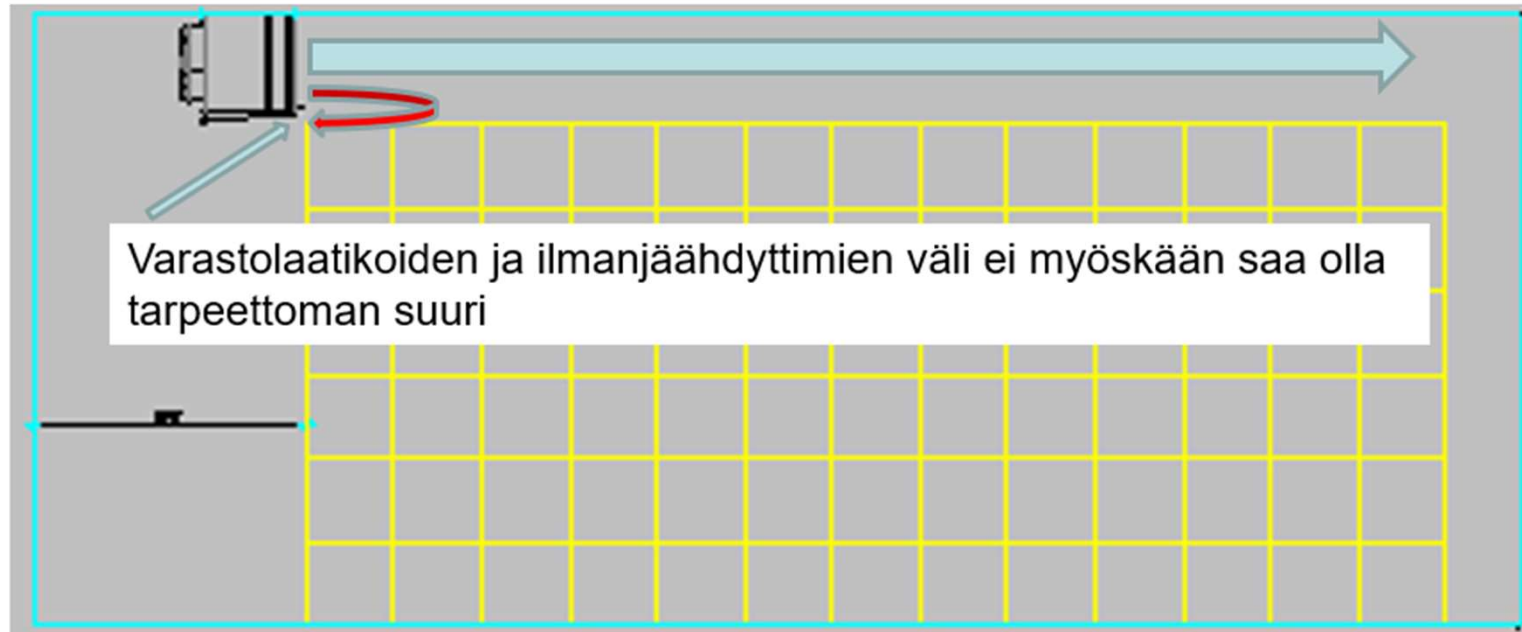 Varastolaatikoiden ja ilmanjäähdyttimien väli ei myöskään saa olla
tarpeettoman suuri